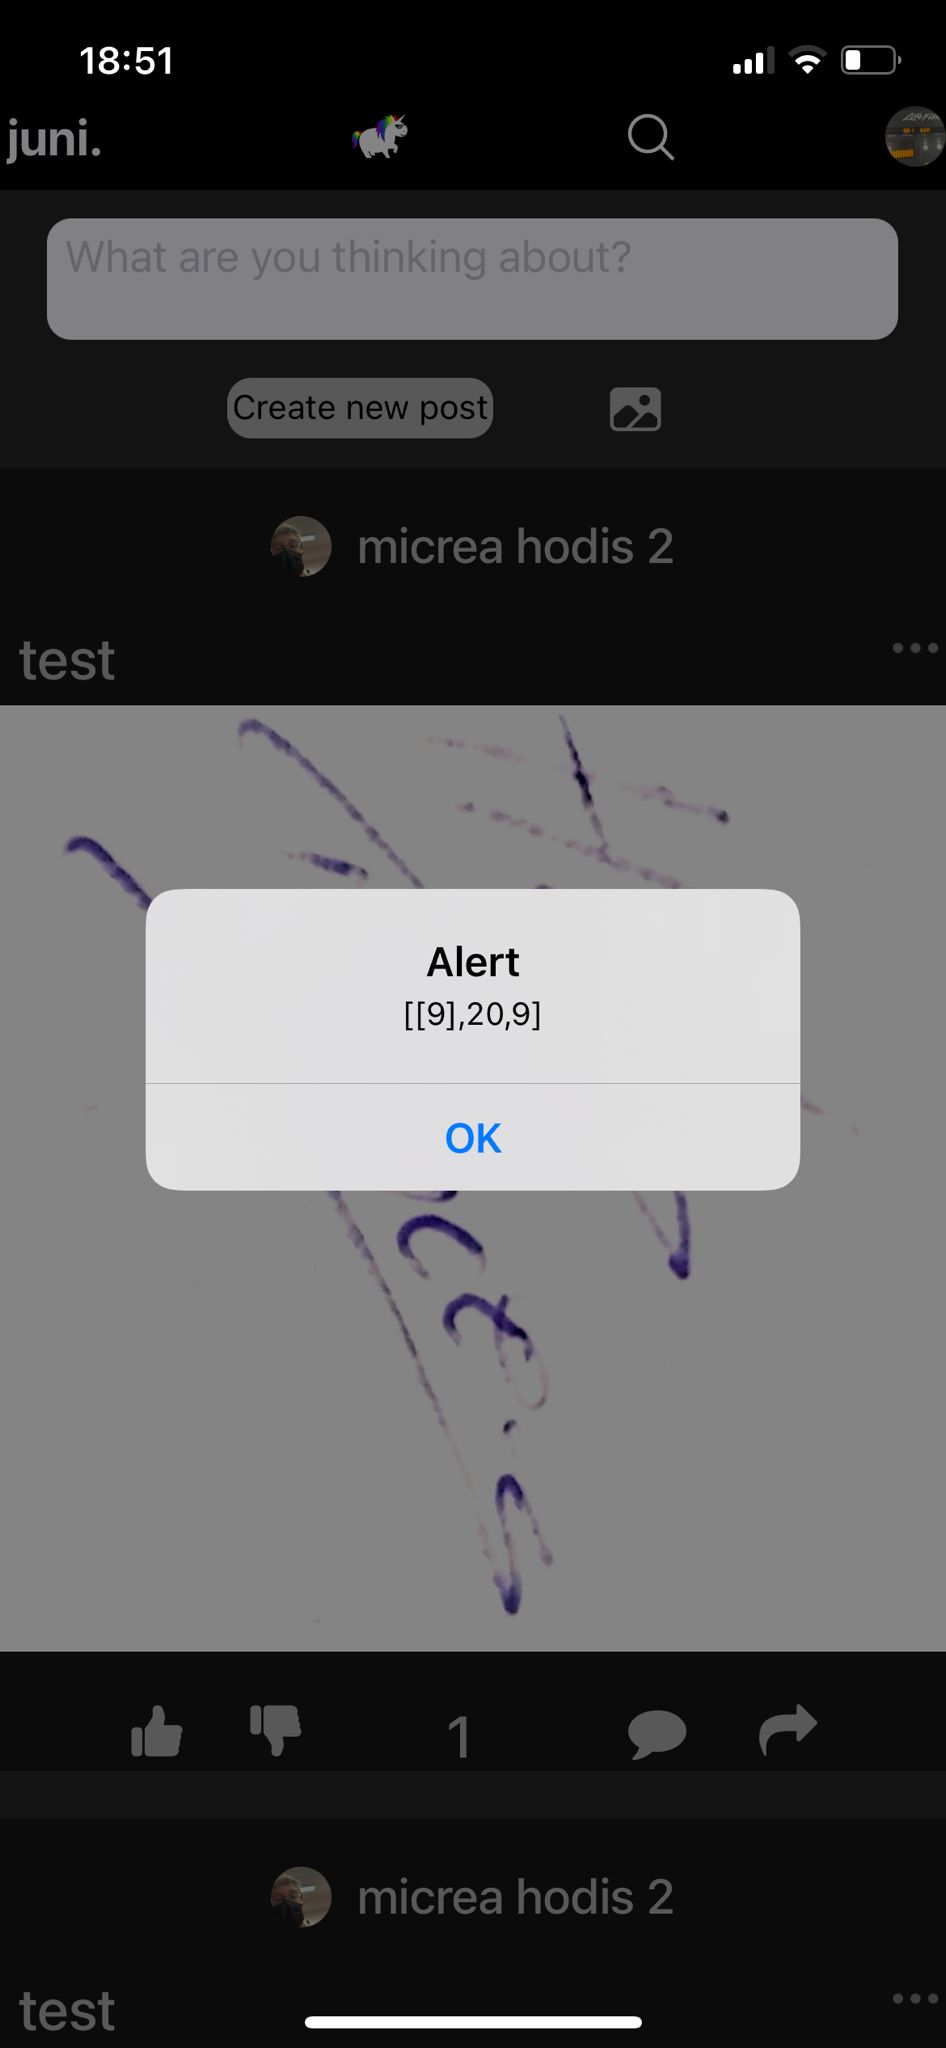 18:51
juni.
What are you thinking about?
Create new post
micrea hodis 2
test
Alert
[[9],20,9]
OK
1
micrea hodis 2
test